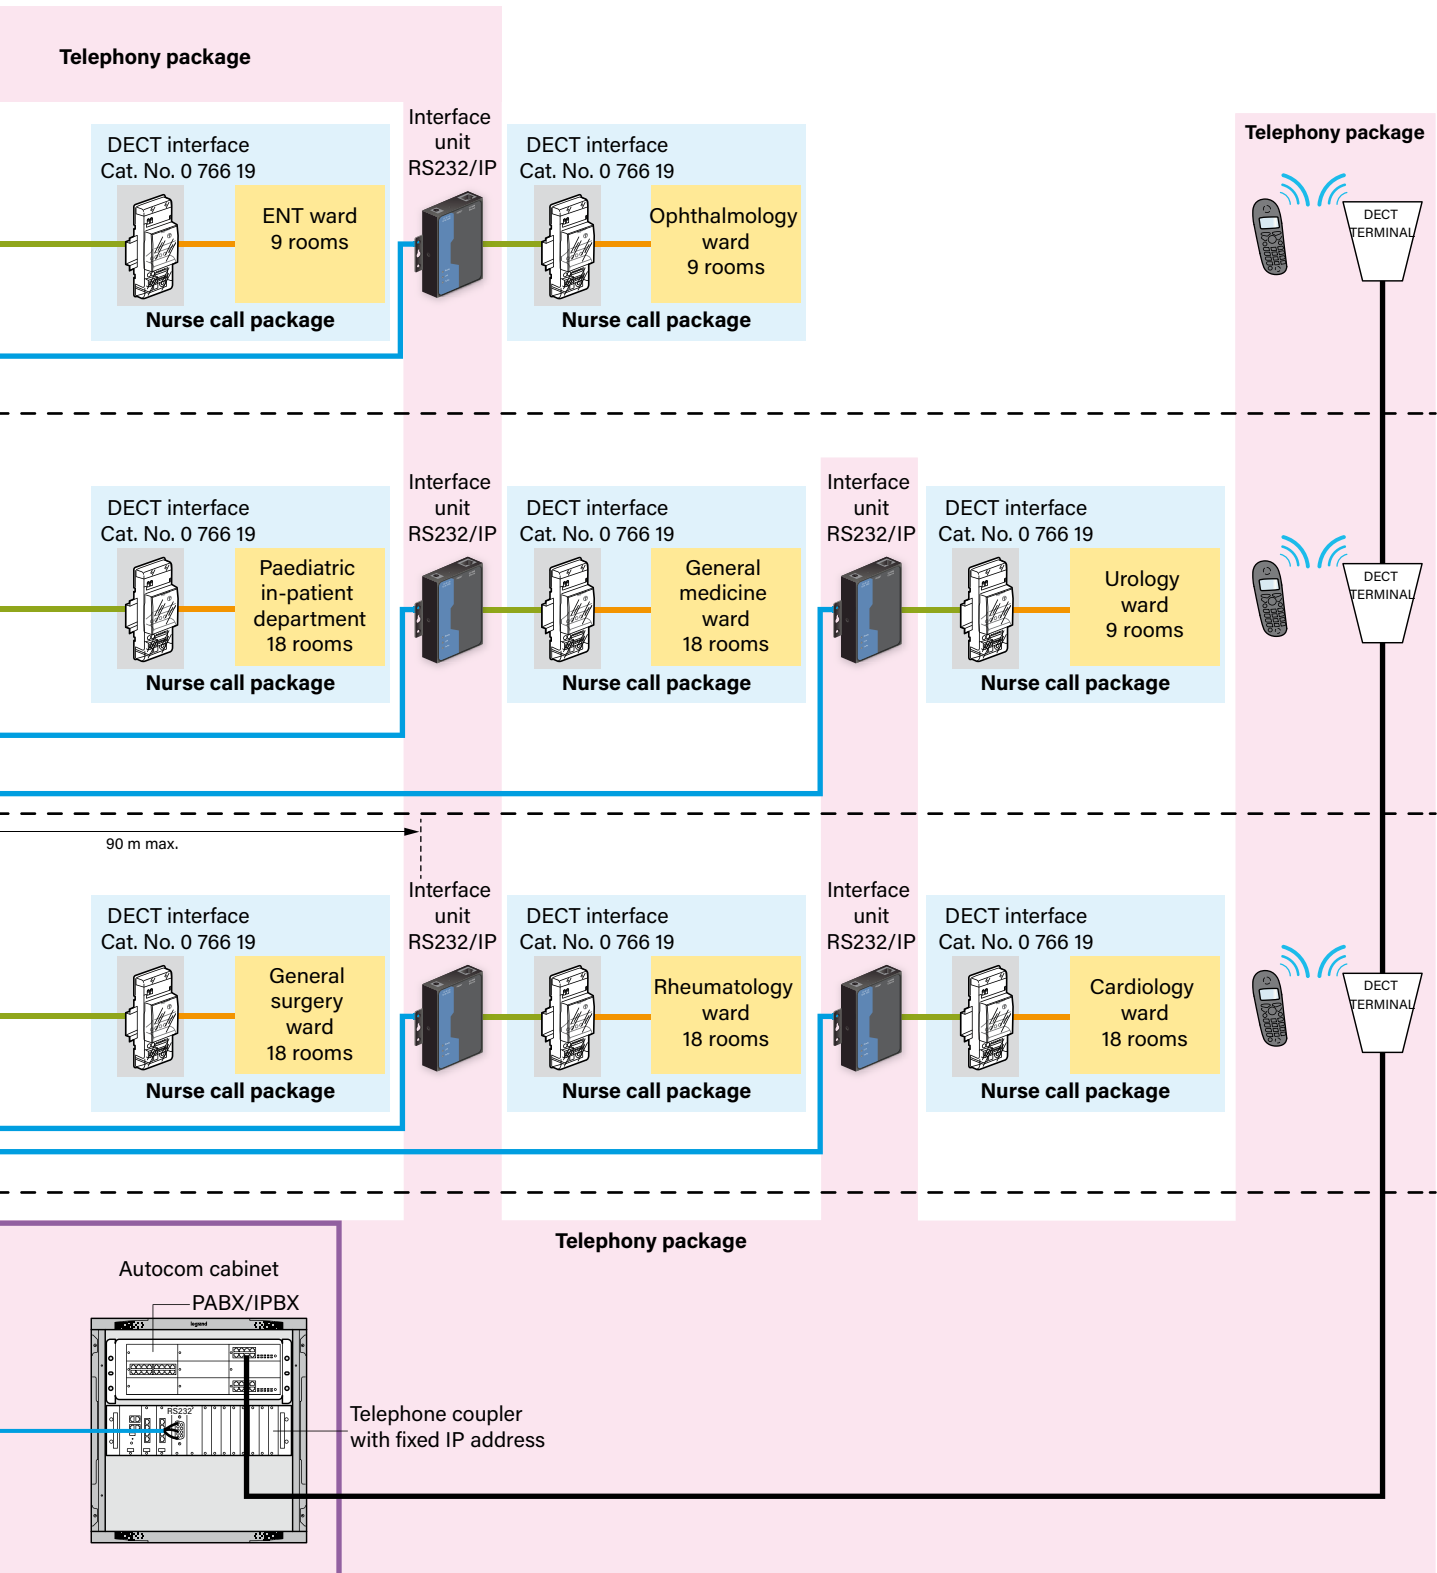 Telephony package
Interface
unit
RS232/IP
DECT interface
Cat. No. 0 766 19
ENT ward
9 rooms
Nurse call package
DECT interface
Cat. No. 0 766 19
Ophthalmology
ward
9 rooms
Nurse call package
Telephony package
DECT
TERMINAL
DECT interface
Cat. No. 0 766 19
Paediatric
in-patient
department
18 rooms
Nurse call package
Interface
unit
RS232/IP
DECT interface
Cat. No. 0 766 19
General
medicine
ward
18 rooms
Nurse call package
Interface
unit
RS232/IP
DECT interface
Cat. No. 0 766 19
Urology
ward
9 rooms
Nurse call package
DECT
TERMINAL
90 m max.
DECT interface
Cat. No. 0 766 19
General
surgery
ward
18 rooms
Nurse call package
Interface
unit
RS232/IP
DECT interface
Cat. No. 0 766 19
Rheumatology
ward
18 rooms
Nurse call package
Interface
unit
RS232/IP
DECT interface
Cat. No. 0 766 19
Cardiology
ward
18 rooms
Nurse call package
DECT
TERMINAL
Telephony package
Autocom cabinet
PABX/IPBX
legrand
RS232
Telephone coupler
with fixed IP address